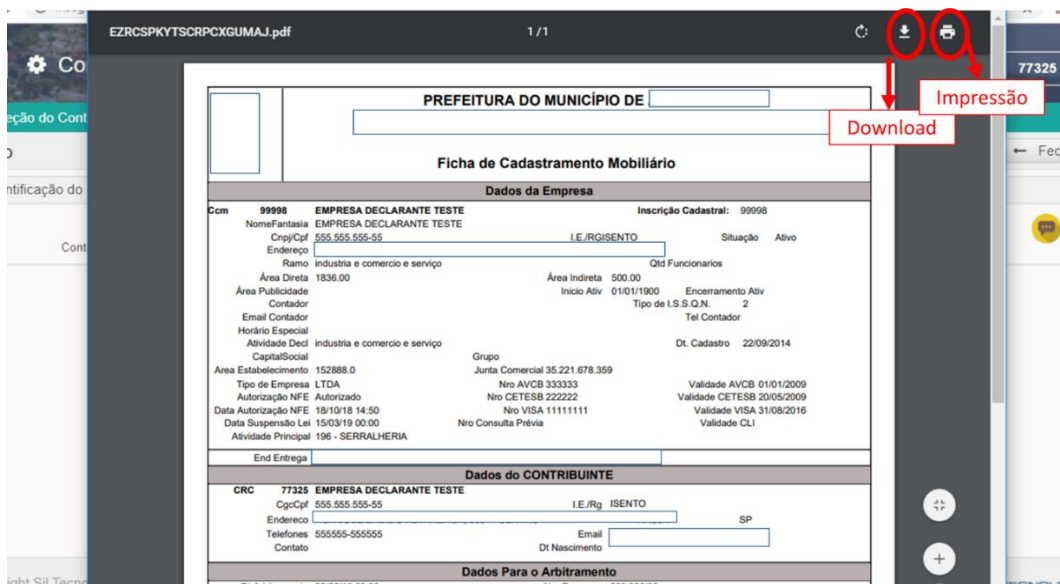 EZRCSPKYTSCRPCXGUMAJ.pdf 1 / 1
Co 77325
Impressão
Download
eção do Cont
← Fec
ntificação do
Cont
PREFEITURA DO MUNICÍPIO DE
Ficha de Cadastramento Mobiliário
Dados da Empresa
Ccm 99998 EMPRESA DECLARANTE TESTE Inscrição Cadastral: 99998
NomeFantasia EMPRESA DECLARANTE TESTE
Cnpj/Cpf 555.555.555-55 I.E./RGISENTO Situação Ativo
Endereço
Ramo industria e comercio e serviço Qtd Funcionarios
Área Direta 1836.00 Área Indireta 500.00
Área Publicidade Inicio Ativ 01/01/1900 Encerramento Ativ
Contador Tipo de I.S.S.Q.N. 2
Email Contador Tel Contador
Horário Especial
Atividade Decl industria e comercio e serviço Dt. Cadastro 22/09/2014
CapitalSocial Grupo
Area Estabelecimento 152888.0 Junta Comercial 35.221.678.359
Tipo de Empresa LTDA Nro AVCB 333333 Validade AVCB 01/01/2009
Autorização NFE Autorizado Nro CETESB 222222 Validade CETESB 20/05/2009
Data Autorização NFE 18/10/18 14:50 Nro VISA 11111111 Validade VISA 31/08/2016
Data Suspensão Lei 15/03/19 00:00 Nro Consulta Prévia Validade CLI
Atividade Principal 196 - SERRALHERIA
End Entrega
Dados do CONTRIBUINTE
CRC 77325 EMPRESA DECLARANTE TESTE
CgcCpf 555.555.555-55 I.E./Rg ISENTO
Endereco SP
Telefones 555555-555555 Email
Contato Dt Nascimento
Dados Para o Arbitramento